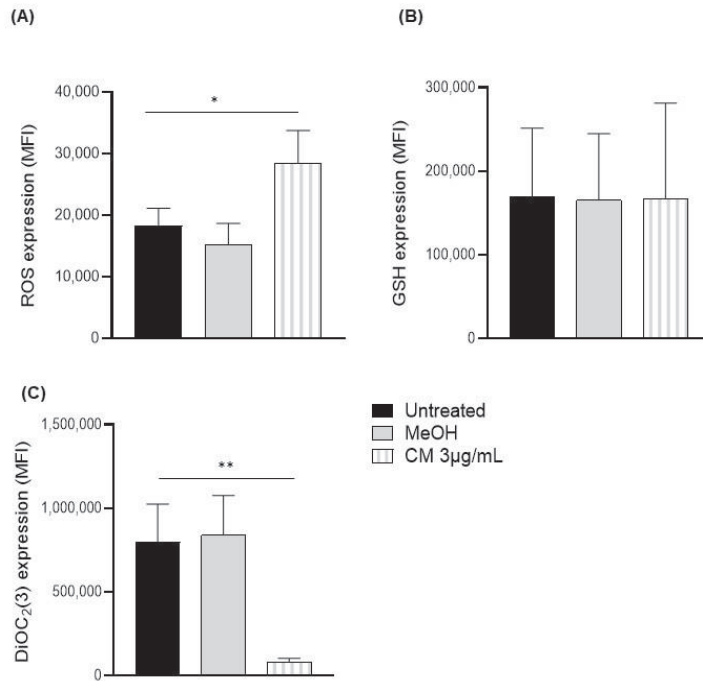 (A)
ROS expression (MFI)
40,000
30,000
20,000
10,000
0
*
(B)
GSH expression (MFI)
300,000
200,000
100,000
0
(C)
DiOC₂(3) expression (MFI)
1,500,000
1,000,000
500,000
0
**
Untreated
MeOH
CM 3µg/mL